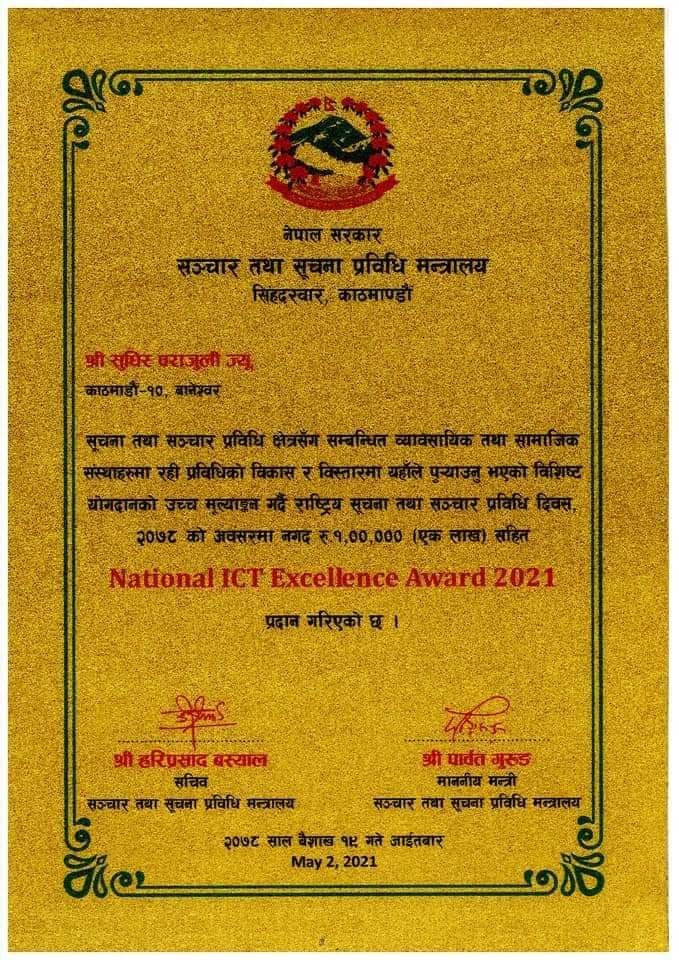 नेपाल सरकार
सञ्चार तथा सूचना प्रविधि मन्त्रालय
सिंहदरवार, काठमाण्डौं
श्री सुधिर पराजुली ज्यू,
काठमाडौं-१०, बानेश्वर
सूचना तथा सञ्चार प्रविधि क्षेत्रसँग सम्बन्धित व्यावसायिक तथा सामाजिक
संस्थाहरुमा रही प्रविधिको विकास र विस्तारमा यहाँले पुऱ्याउनु भएको विशिष्ट
योगदानको उच्च मूल्याङ्कन गर्दै राष्ट्रिय सूचना तथा सञ्चार प्रविधि दिवस,
२०७८ को अवसरमा नगद रु.१,००,००० (एक लाख) सहित
National ICT Excellence Award 2021
प्रदान गरिएको छ ।
श्री हरिप्रसाद बस्याल
सचिव
सञ्चार तथा सूचना प्रविधि मन्त्रालय
श्री पार्वत गुरुङ
माननीय मन्त्री
सञ्चार तथा सूचना प्रविधि मन्त्रालय
२०७८ साल बैशाख १९ गते आईतबार
May 2, 2021